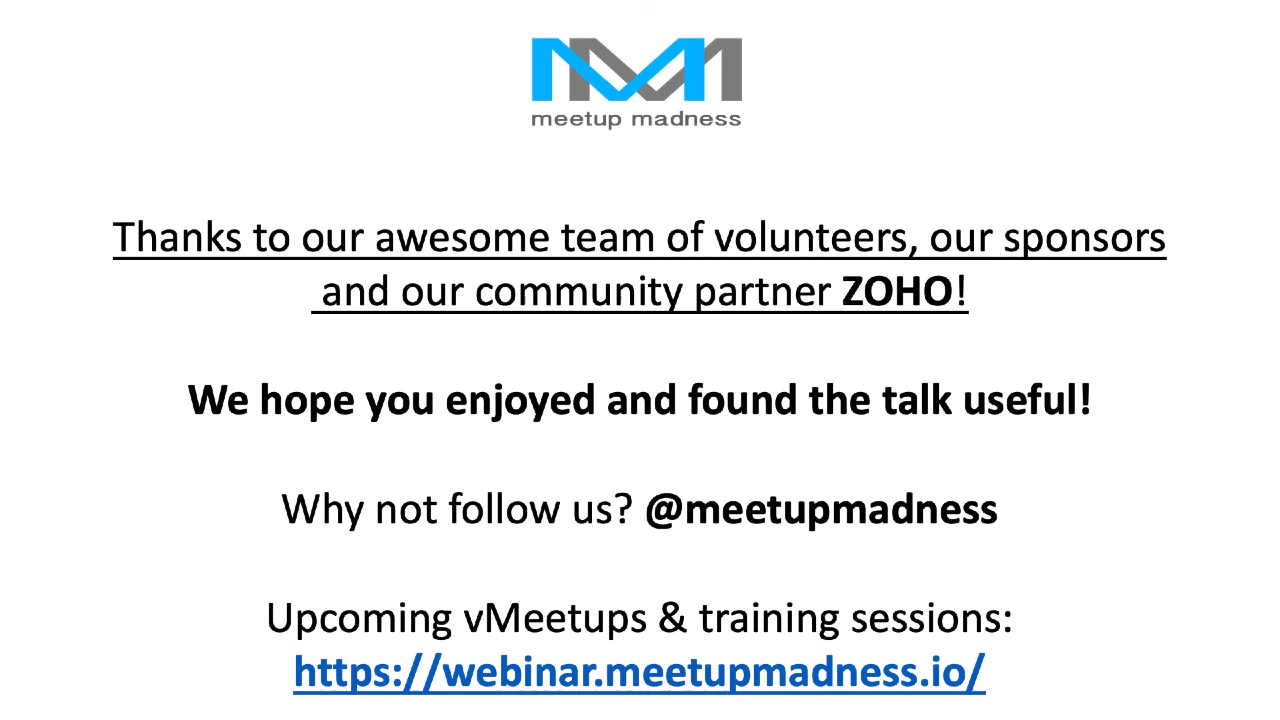 meetup madness
Thanks to our awesome team of volunteers, our sponsors
and our community partner ZOHO!
We hope you enjoyed and found the talk useful!
Why not follow us? @meetupmadness
Upcoming vMeetups & training sessions:
https://webinar.meetupmadness.io/